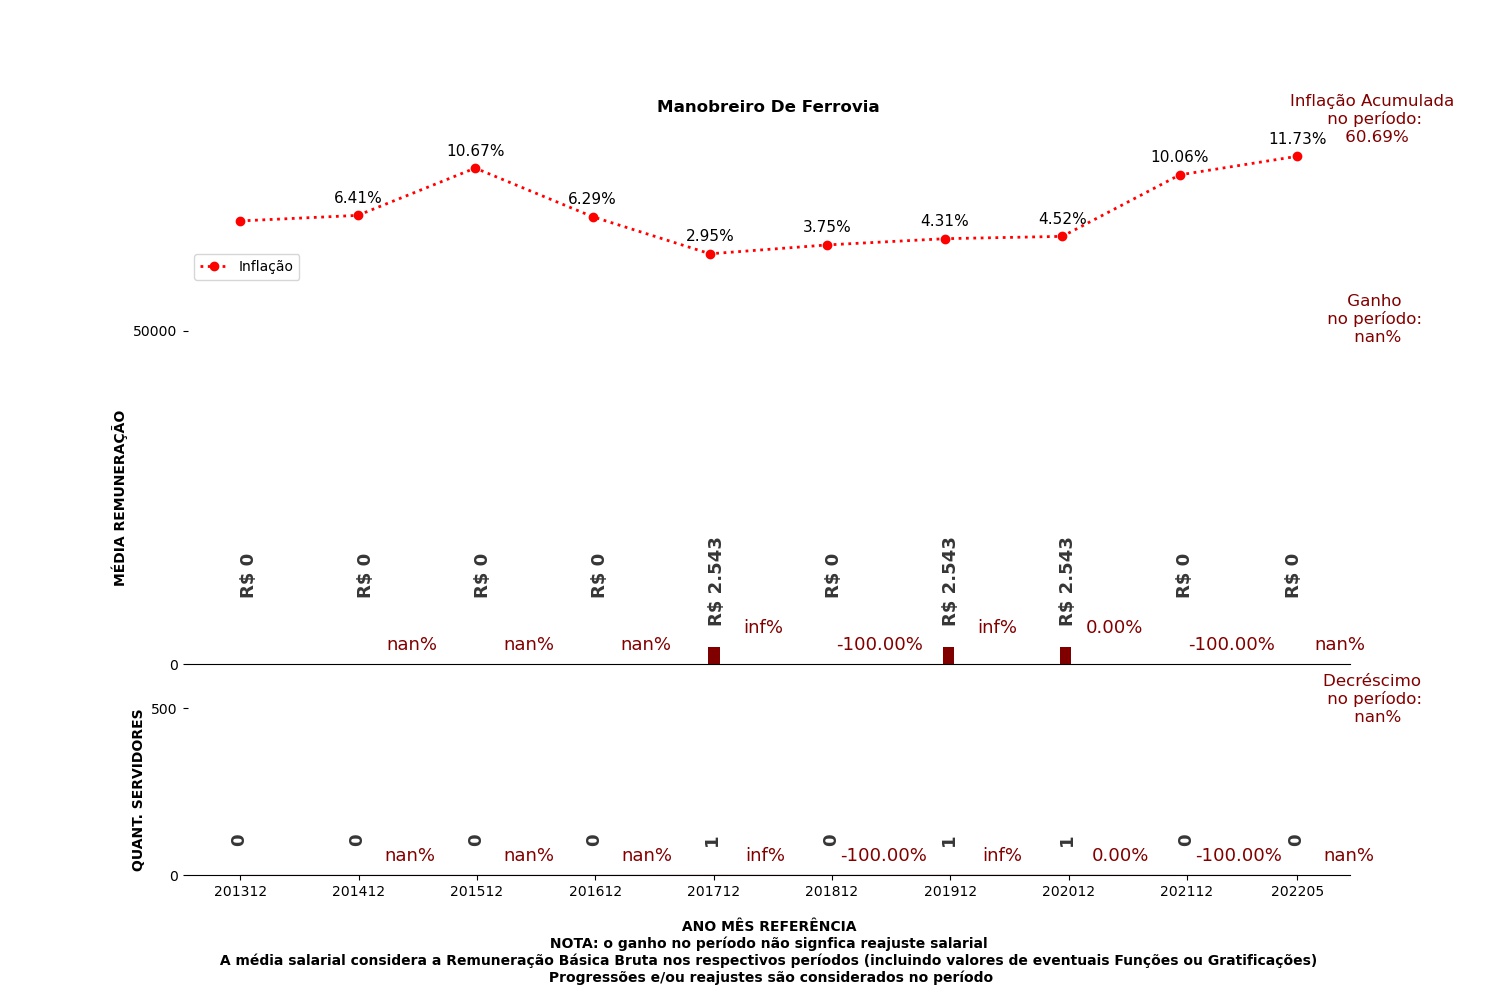 Manobreiro De Ferrovia
Inflação Acumulada
no período:
60.69%
6.41%
10.67%
6.29%
2.95%
3.75%
4.31%
4.52%
10.06%
11.73%
Inflação
Ganho
no período:
nan%
50000
0
MÉDIA REMUNERAÇÃO
R$ 0
R$ 0
R$ 0
R$ 0
R$ 2.543
R$ 0
R$ 2.543
R$ 2.543
R$ 0
R$ 0
nan%
nan%
nan%
inf%
-100.00%
inf%
0.00%
-100.00%
nan%
Decréscimo
no período:
nan%
500
0
QUANT. SERVIDORES
0
0
0
0
1
0
1
1
0
0
nan%
nan%
nan%
inf%
-100.00%
inf%
0.00%
-100.00%
nan%
201312
201412
201512
201612
201712
201812
201912
202012
202112
202205
ANO MÊS REFERÊNCIA
NOTA: o ganho no período não signfica reajuste salarial
A média salarial considera a Remuneração Básica Bruta nos respectivos períodos (incluindo valores de eventuais Funções ou Gratificações)
Progressões e/ou reajustes são considerados no período